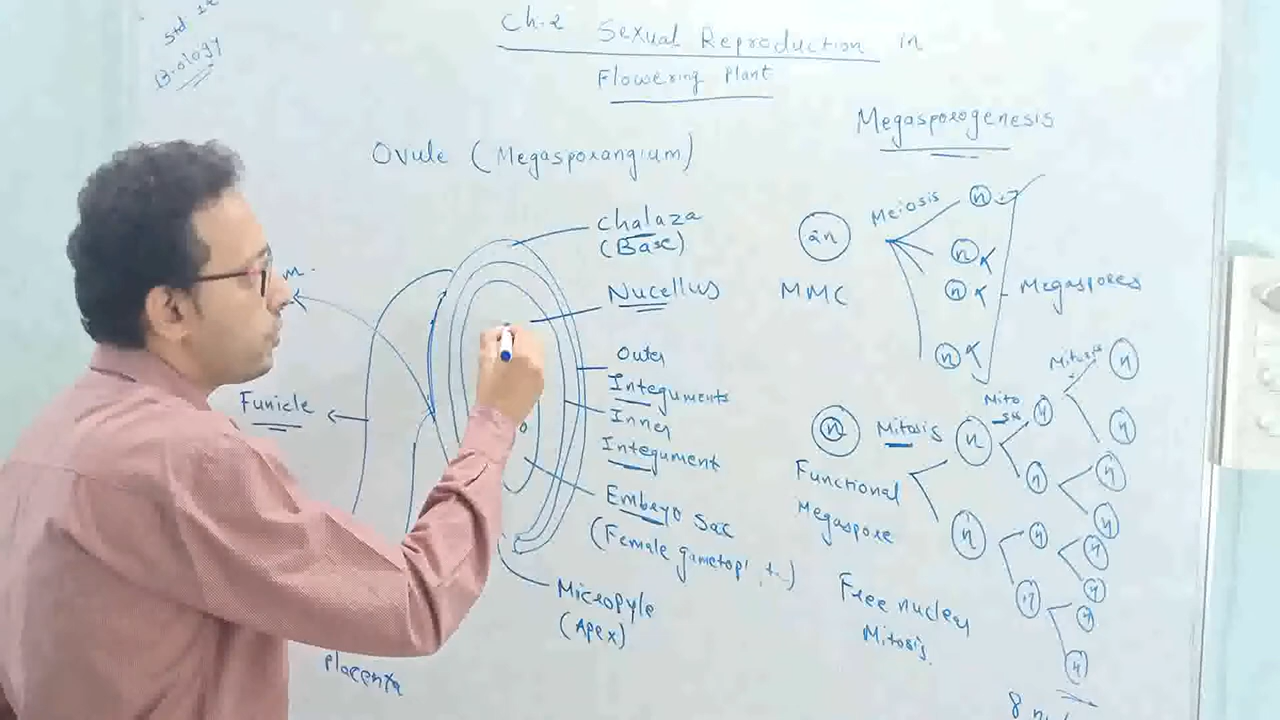 Std 12
Biology
Ch-2 Sexual Reproduction in
Flowering Plant
Ovule (Megasporangium)
Chalaza
(Base)
Nucellus
Outer
Integuments
Inner
Integument
Embryo Sac
(Female
Micropyle
(Apex)
Funicle
Placenta
Megasporogenesis
2n
MMC
Meiosis
n
n
n
n
Megaspores
n
Functional
Megaspore
Mitosis
n
n
Mito
sis
n
n
n
n
Mitosis
n
n
n
n
n
n
n
n
Free nuclear
Mitosis.
8